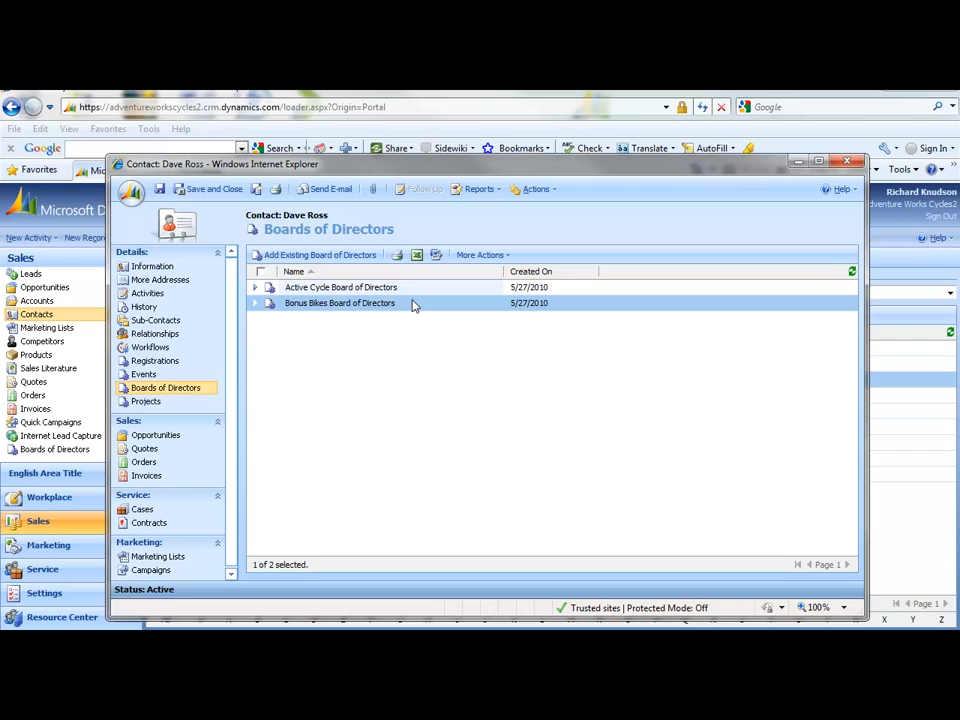 https://adventureworkscycles2.crm.dynamics.com/loader.aspx?Origin=Portal
Google
File Edit View Favorites Tools Help
x Google Search Share Sidewiki Bookmarks Check Translate AutoFill Sign In
Favorites
Contact: Dave Ross - Windows Internet Explorer
Tools
Microsoft D
Save and Close Send E-mail Follow Up Reports Actions Help
Richard Knudson
dventure Works Cycles2
Sign Out
New Activity New Recor
Help
Contact: Dave Ross
Boards of Directors
Sales
Leads
Opportunities
Accounts
Contacts
Marketing Lists
Competitors
Products
Sales Literature
Quotes
Orders
Invoices
Quick Campaigns
Internet Lead Capture
Boards of Directors
English Area Title
Workplace
Sales
Marketing
Service
Settings
Resource Center
Details:
Information
More Addresses
Activities
History
Sub-Contacts
Relationships
Workflows
Registrations
Events
Boards of Directors
Projects
Sales:
Opportunities
Quotes
Orders
Invoices
Service:
Cases
Contracts
Marketing:
Marketing Lists
Campaigns
Add Existing Board of Directors More Actions
Name Created On
Active Cycle Board of Directors 5/27/2010
Bonus Bikes Board of Directors 5/27/2010
1 of 2 selected. Page 1
Status: Active
Trusted sites | Protected Mode: Off 100%
Page 1
X Y Z